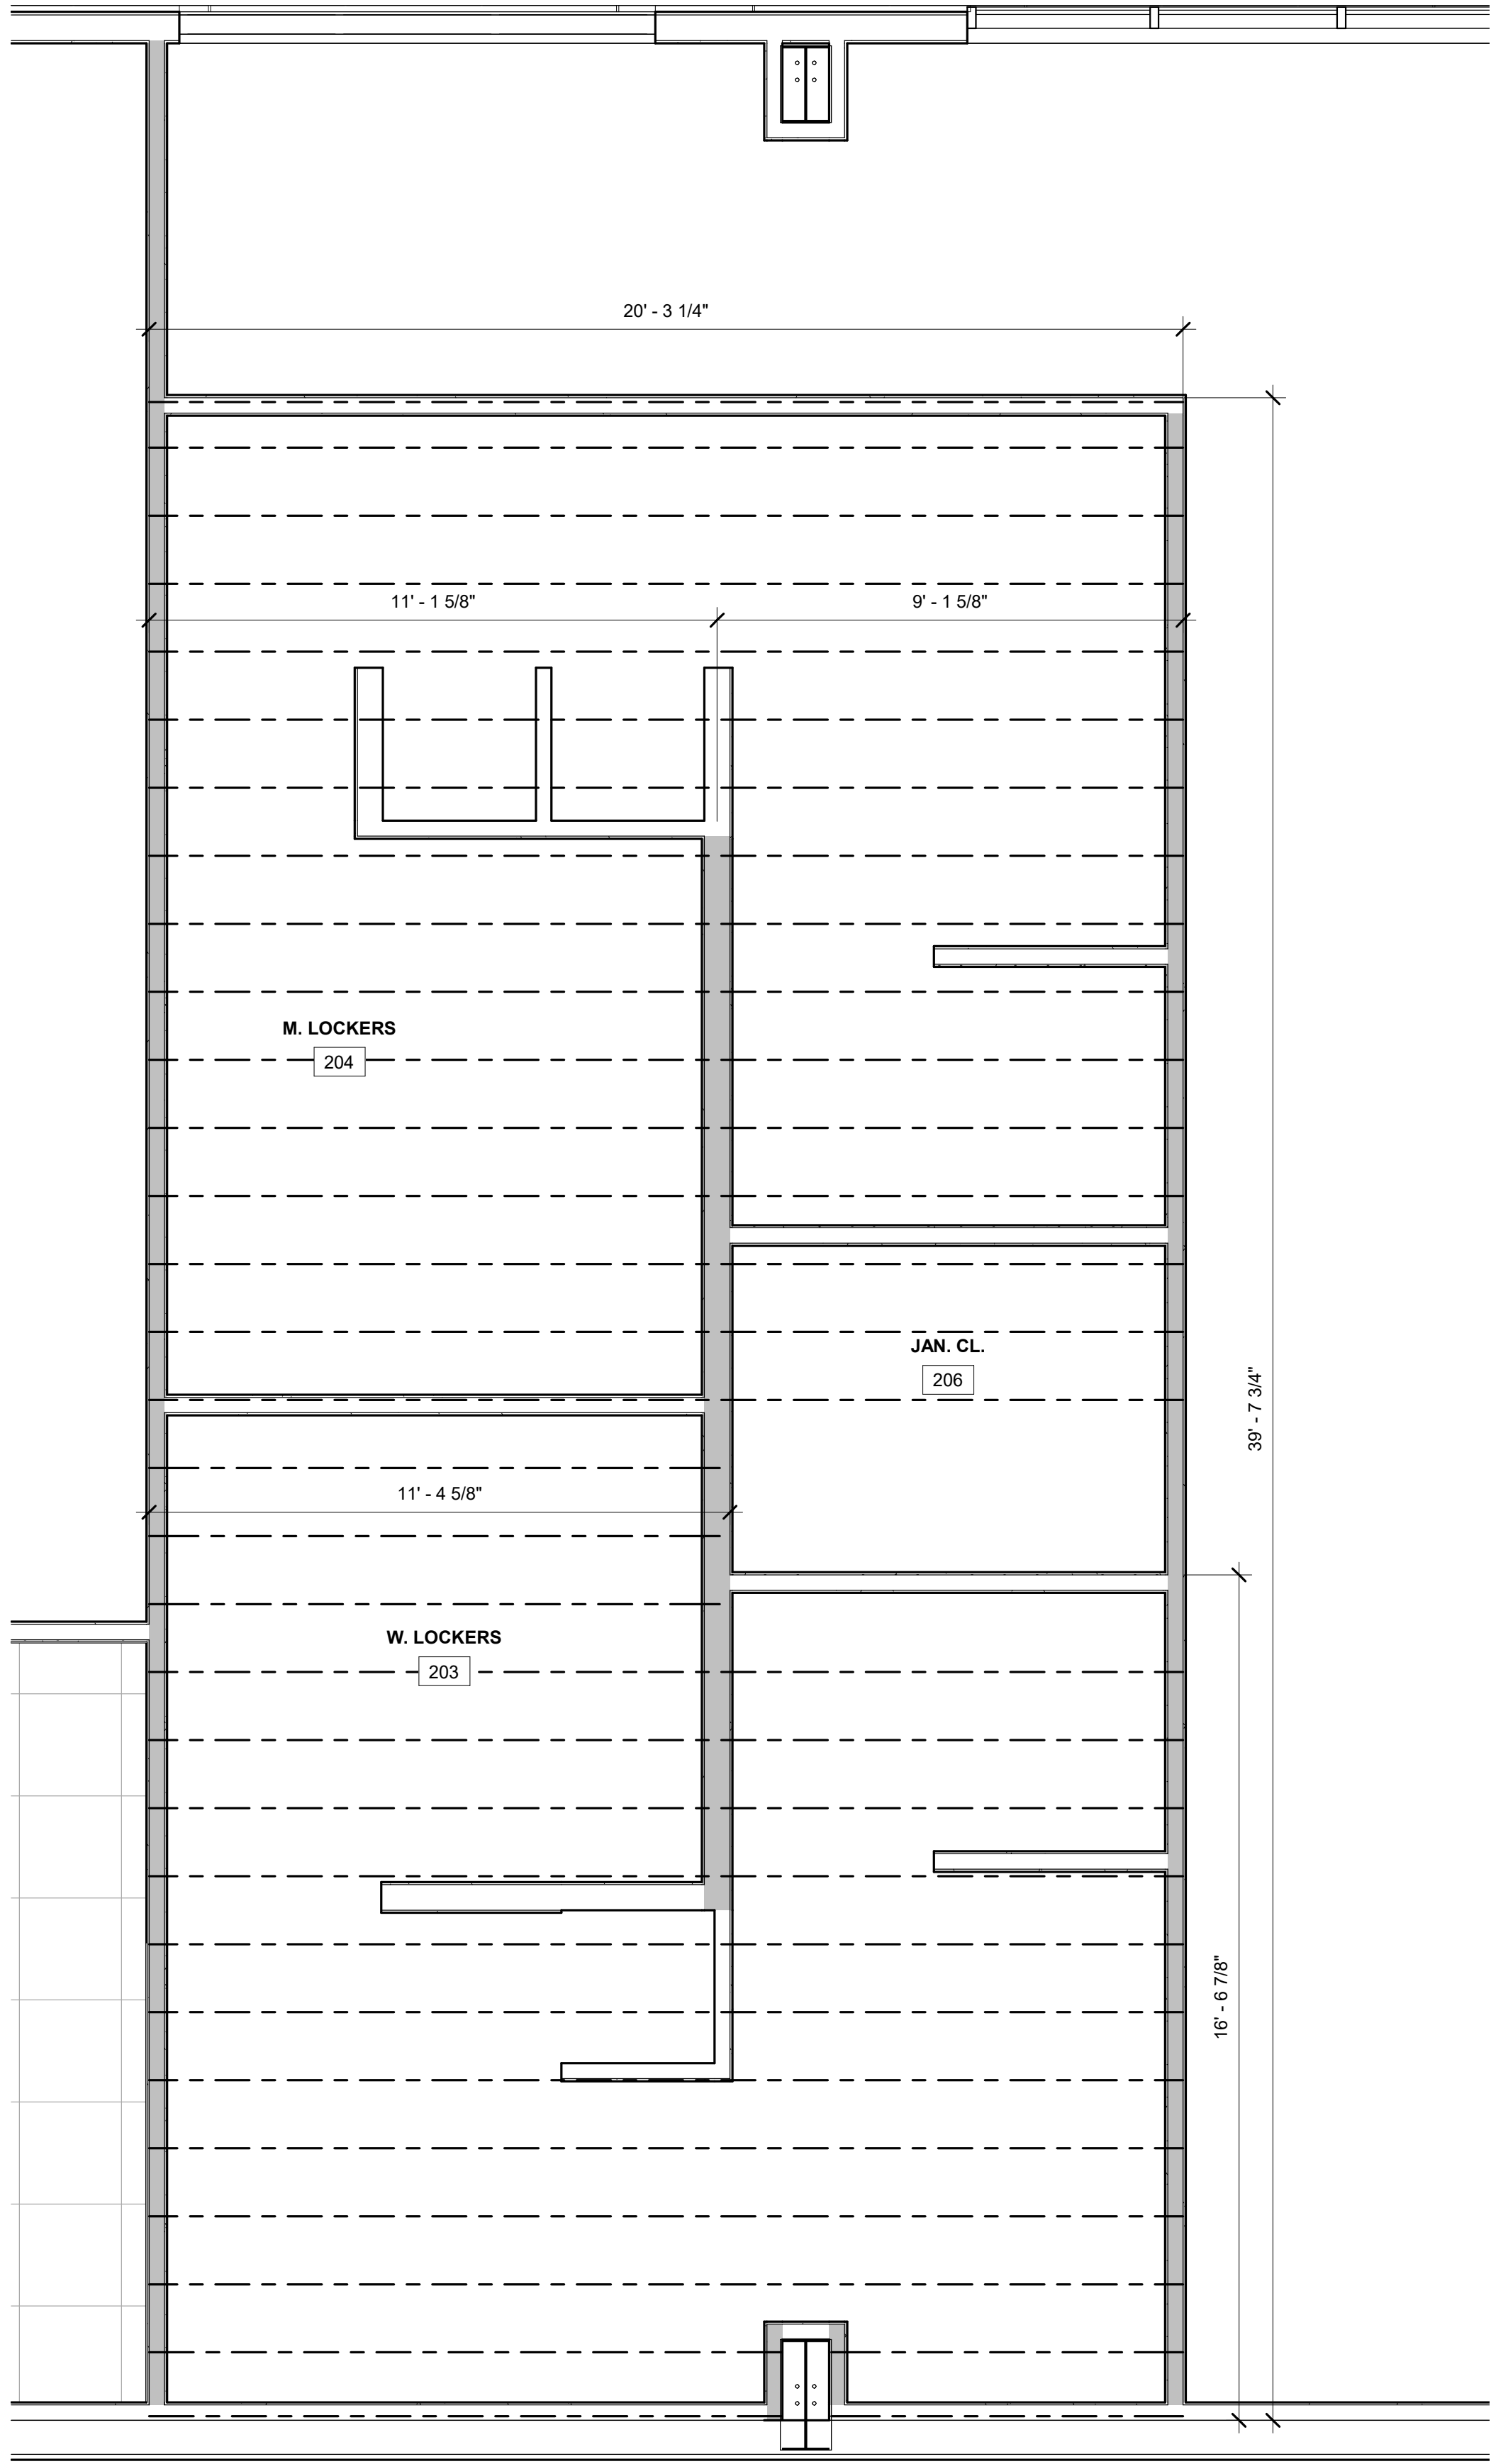 20' - 3 1/4"
11' - 1 5/8"
9' - 1 5/8"
M. LOCKERS
204
JAN. CL.
206
39' - 7 3/4"
11' - 4 5/8"
W. LOCKERS
203
16' - 6 7/8"